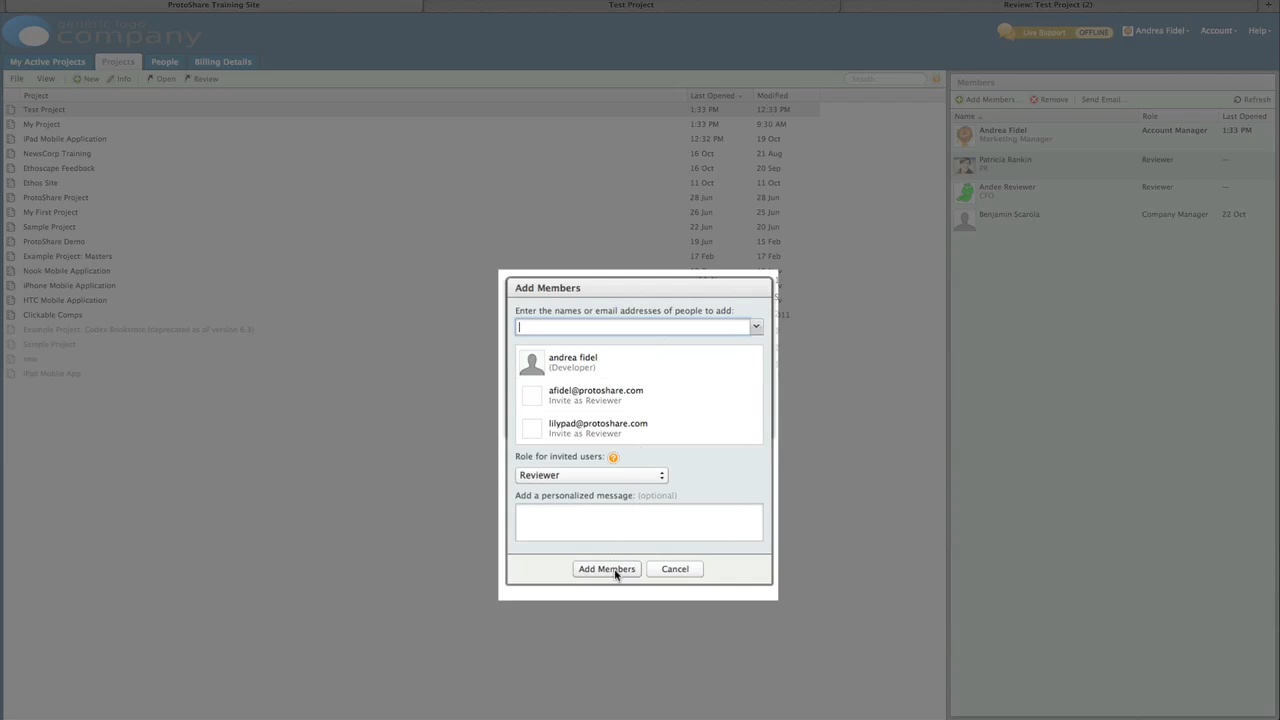 ProtoShare Training Site
Test Project
Review: Test Project (2)
generic logo
company
Live Support OFFLINE
Andrea Fidel
Account
Help
My Active Projects
Projects
People
Billing Details
File View New Info Open Review
Search
Project Last Opened Modified
Test Project 1:33 PM 12:33 PM
My Project 1:33 PM 9:30 AM
iPad Mobile Application 12:32 PM 19 Oct
NewsCorp Training 16 Oct 21 Aug
Ethoscape Feedback 16 Oct 20 Sep
Ethos Site 11 Oct 11 Oct
ProtoShare Project 28 Jun 28 Jun
My First Project 26 Jun 25 Jun
Sample Project 22 Jun 20 Jun
ProtoShare Demo 19 Jun 15 Feb
Example Project: Masters 17 Feb 17 Feb
Nook Mobile Application
iPhone Mobile Application
HTC Mobile Application
Clickable Comps
Example Project: Codex Bookstore (deprecated as of version 6.3)
Sample Project
iPad Mobile App
Members
Add Members... Remove Send Email... Refresh
Name Role Last Opened
Andrea Fidel Account Manager 1:33 PM
Marketing Manager
Patricia Rankin Reviewer —
PR
Andee Reviewer Reviewer —
CFO
Benjamin Scarola Company Manager 22 Oct
Add Members
Enter the names or email addresses of people to add:
andrea fidel
(Developer)
afidel@protoshare.com
Invite as Reviewer
lilypad@protoshare.com
Invite as Reviewer
Role for invited users: ?
Reviewer
Add a personalized message: (optional)
Add Members
Cancel